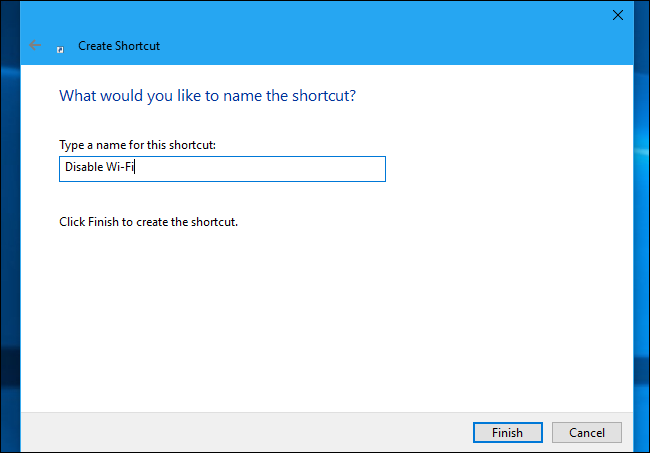 Create Shortcut
What would you like to name the shortcut?
Type a name for this shortcut:
Disable Wi-Fi
Click Finish to create the shortcut.
Finish
Cancel